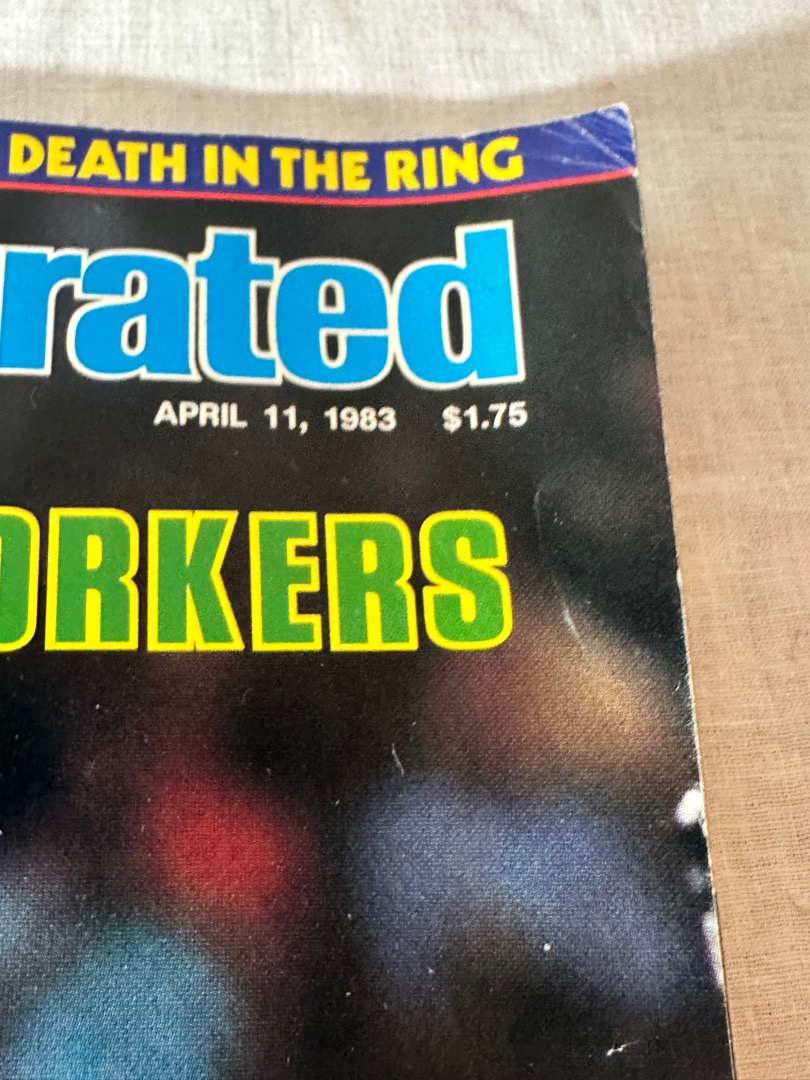 DEATH IN THE RING
rated
APRIL 11, 1983 $1.75
ORKERS